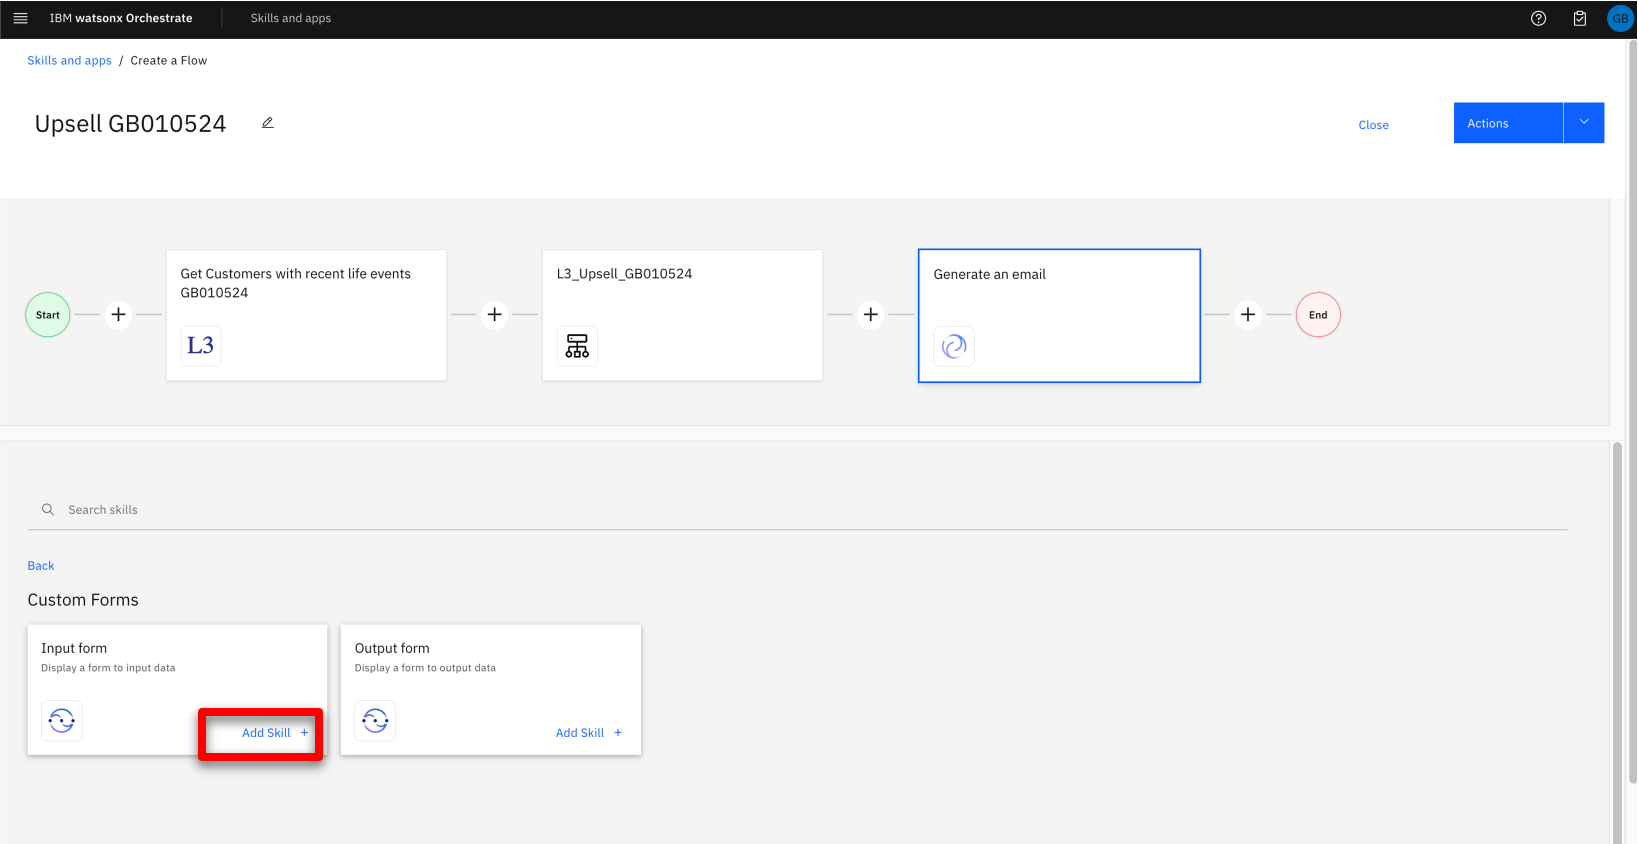 IBM watsonx Orchestrate
Skills and apps
GB
Skills and apps / Create a Flow
Upsell GB010524
Close
Actions
Start
Get Customers with recent life events
GB010524
L3
L3_Upsell_GB010524
Generate an email
End
Search skills
Back
Custom Forms
Input form
Display a form to input data
Add Skill +
Output form
Display a form to output data
Add Skill +